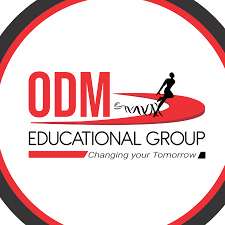 ODM
EDUCATIONAL GROUP
Changing your Tomorrow